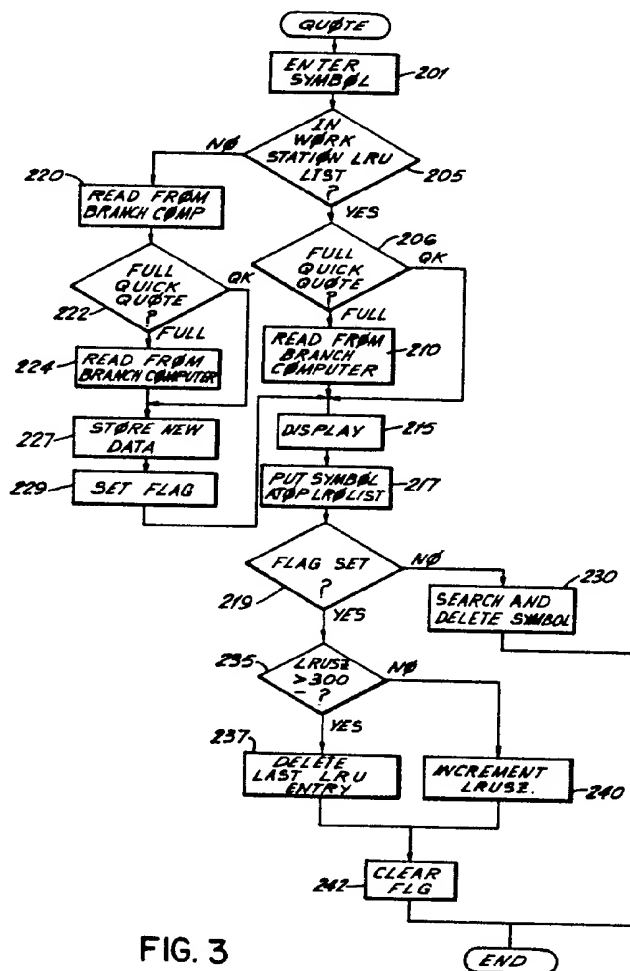 QUØTE
ENTER
SYMBØL
201
IN
WØRK
STATIØN LRU
LIST
?
205
NØ
YES
220
READ FRØM
BRANCH CØMP
206
FULL
QUICK
QUØTE
?
QK
FULL
222
FULL
QUICK
QUØTE
?
QK
FULL
READ FRØM
BRANCH
CØMPUTER
210
224
READ FRØM
BRANCH CØMPUTER
227
STØRE NEW
DATA
DISPLAY
215
229
SET FLAG
PUT SYMBØL
ATØP LRØ LIST
217
FLAG SET
?
219
NØ
YES
230
SEARCH AND
DELETE SYMBØL
235
LRUSZ
>300
- ?
NØ
YES
237
DELETE
LAST LRU
ENTRY
INCREMENT
LRUSZ.
240
242
CLEAR
FLG
END
FIG. 3